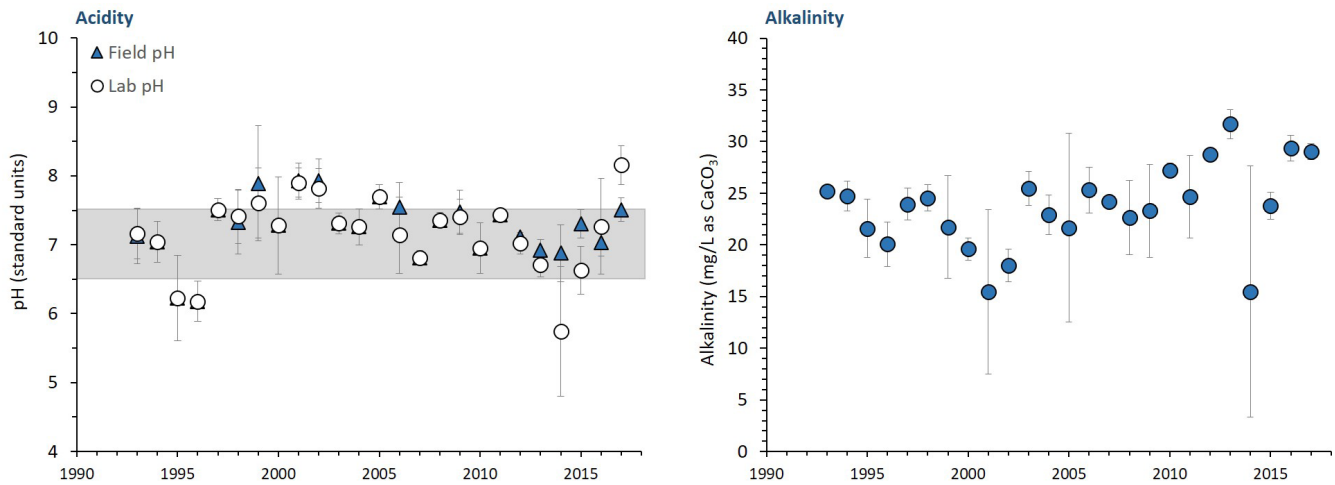 Acidity
10
9
8
7
6
5
4
pH (standard units)
Field pH
Lab pH
1990 1995 2000 2005 2010 2015
Alkalinity
40
35
30
25
20
15
10
5
0
Alkalinity (mg/L as CaCO₃)
1990 1995 2000 2005 2010 2015